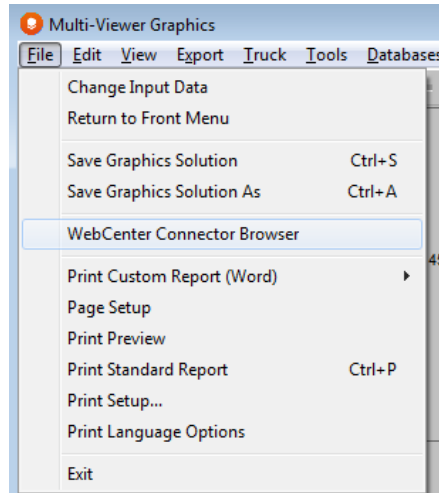 Multi-Viewer Graphics
File Edit View Export Truck Tools Databases
Change Input Data
Return to Front Menu
Save Graphics Solution Ctrl+S
Save Graphics Solution As Ctrl+A
WebCenter Connector Browser
Print Custom Report (Word)
Page Setup
Print Preview
Print Standard Report Ctrl+P
Print Setup...
Print Language Options
Exit